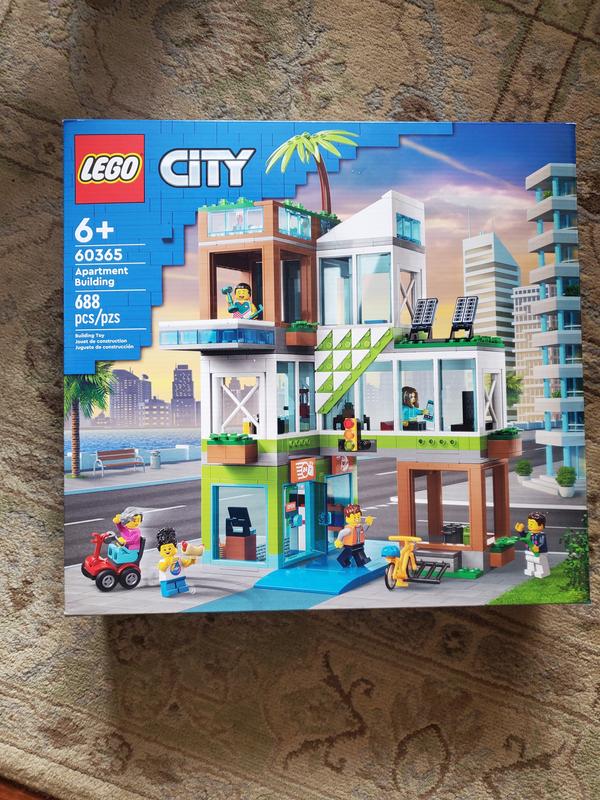 LEGO
CITY
6+
60365
Apartment
Building
688
pcs/pzs
Building Toy
Jouet de construction
Juguete de construcción